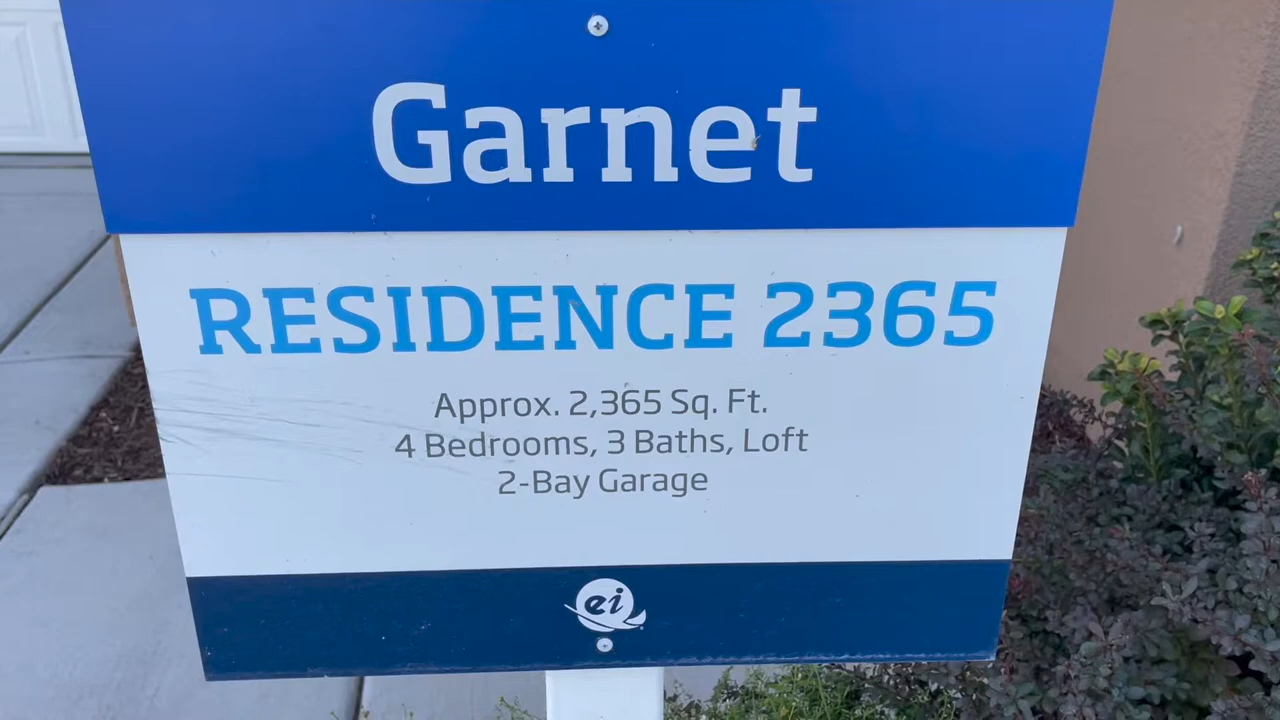 Garnet
RESIDENCE 2365
Approx. 2,365 Sq. Ft.
4 Bedrooms, 3 Baths, Loft
2-Bay Garage
ei